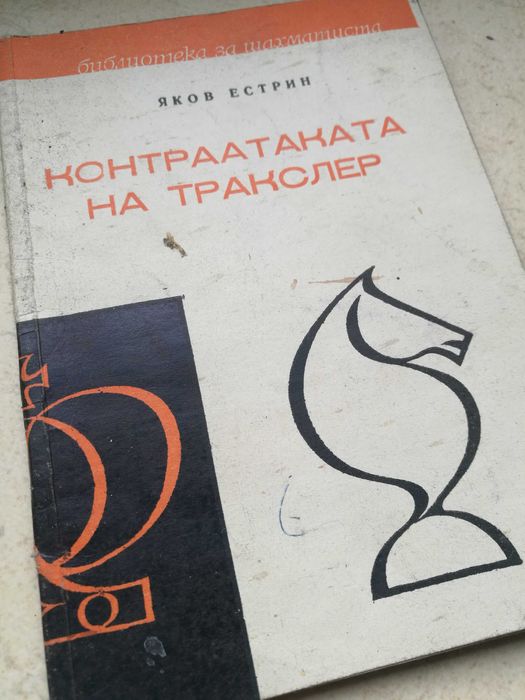 библиотека за шахматиста
ЯКОВ ЕСТРИН
КОНТРААТАКАТА
НА ТРАКСЛЕР